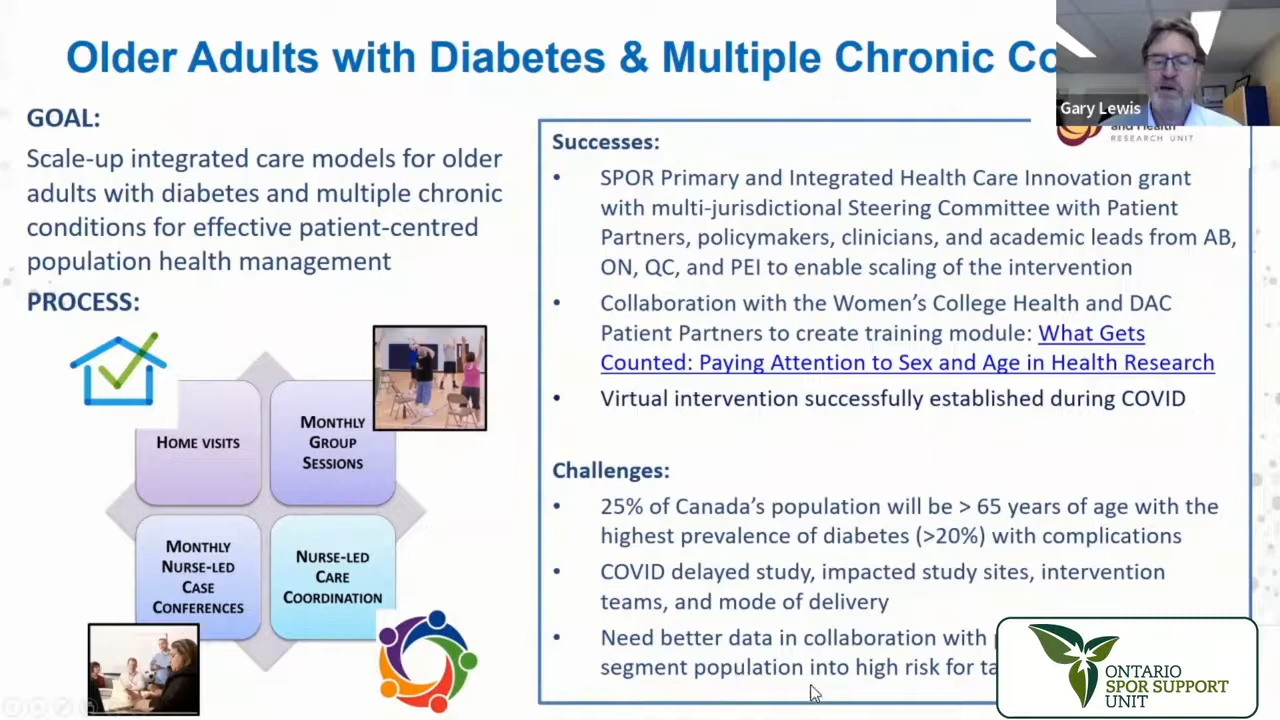 Older Adults with Diabetes & Multiple Chronic
Gary Lewis
and Health
RESEARCH UNIT
GOAL:
Scale-up integrated care models for older
adults with diabetes and multiple chronic
conditions for effective patient-centred
population health management
PROCESS:
HOME VISITS
MONTHLY
GROUP
SESSIONS
MONTHLY
NURSE-LED
CASE
CONFERENCES
NURSE-LED
CARE
COORDINATION
Successes:
• SPOR Primary and Integrated Health Care Innovation grant
with multi-jurisdictional Steering Committee with Patient
Partners, policymakers, clinicians, and academic leads from AB,
ON, QC, and PEI to enable scaling of the intervention
• Collaboration with the Women's College Health and DAC
Patient Partners to create training module: What Gets
Counted: Paying Attention to Sex and Age in Health Research
• Virtual intervention successfully established during COVID
Challenges:
• 25% of Canada's population will be > 65 years of age with the
highest prevalence of diabetes (>20%) with complications
• COVID delayed study, impacted study sites, intervention
teams, and mode of delivery
• Need better data in collaboration with
segment population into high risk for
ONTARIO
SPOR SUPPORT
UNIT